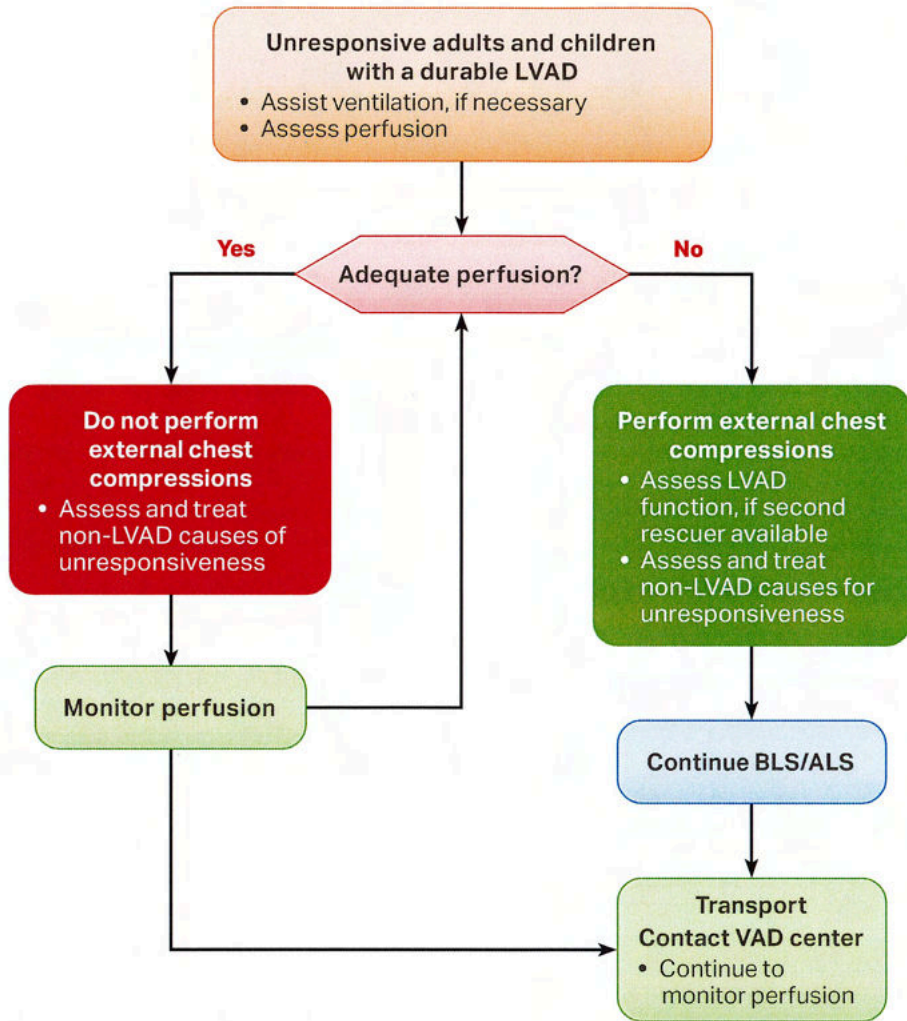 Unresponsive adults and children
with a durable LVAD
• Assist ventilation, if necessary
• Assess perfusion
Yes
Adequate perfusion?
No
Do not perform
external chest
compressions
• Assess and treat
non-LVAD causes of
unresponsiveness
Perform external chest
compressions
• Assess LVAD
function, if second
rescuer available
• Assess and treat
non-LVAD causes for
unresponsiveness
Monitor perfusion
Continue BLS/ALS
Transport
Contact VAD center
• Continue to
monitor perfusion